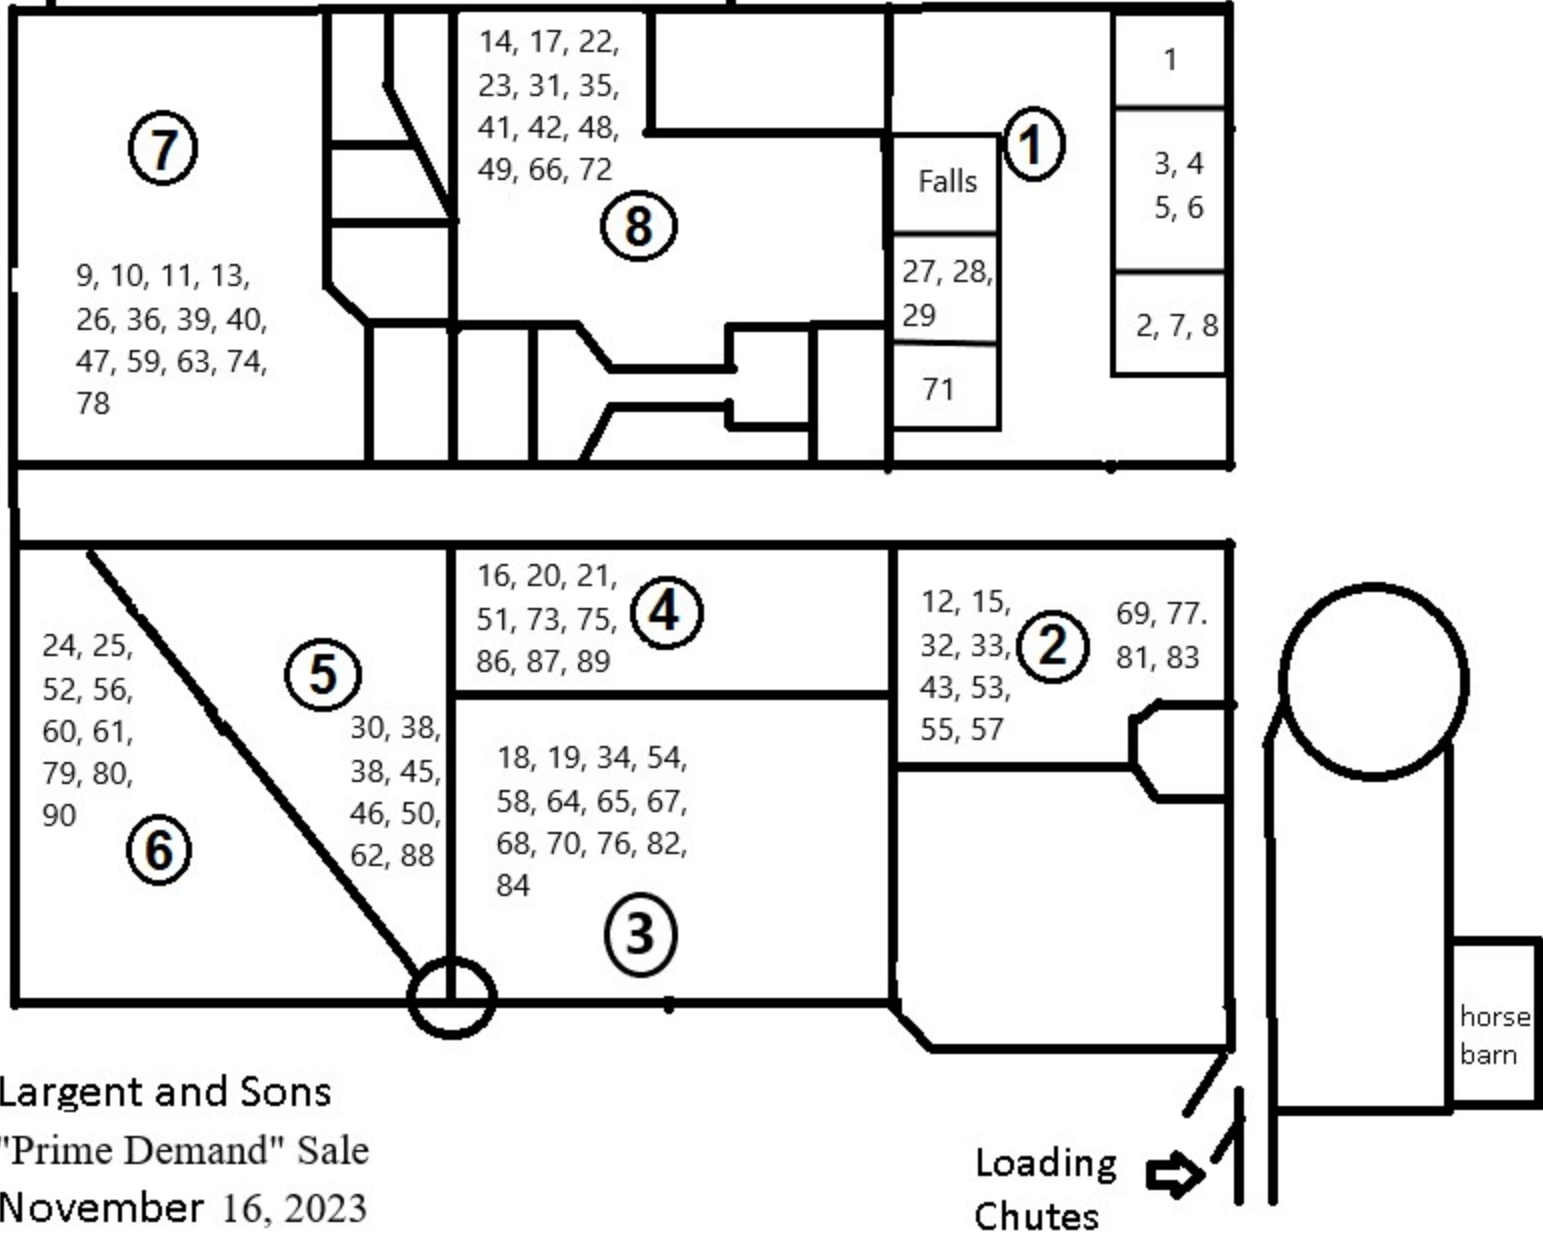 7
9, 10, 11, 13,
26, 36, 39, 40,
47, 59, 63, 74,
78
14, 17, 22,
23, 31, 35,
41, 42, 48,
49, 66, 72
8
1
Falls
27, 28,
29
71
1
3, 4
5, 6
2, 7, 8
24, 25,
52, 56,
60, 61,
79, 80,
90
6
5
30, 38,
38, 45,
46, 50,
62, 88
16, 20, 21,
51, 73, 75,
86, 87, 89
4
18, 19, 34, 54,
58, 64, 65, 67,
68, 70, 76, 82,
84
3
12, 15,
32, 33,
43, 53,
55, 57
2
69, 77.
81, 83
horse
barn
Largent and Sons
"Prime Demand" Sale
November 16, 2023
Loading
Chutes